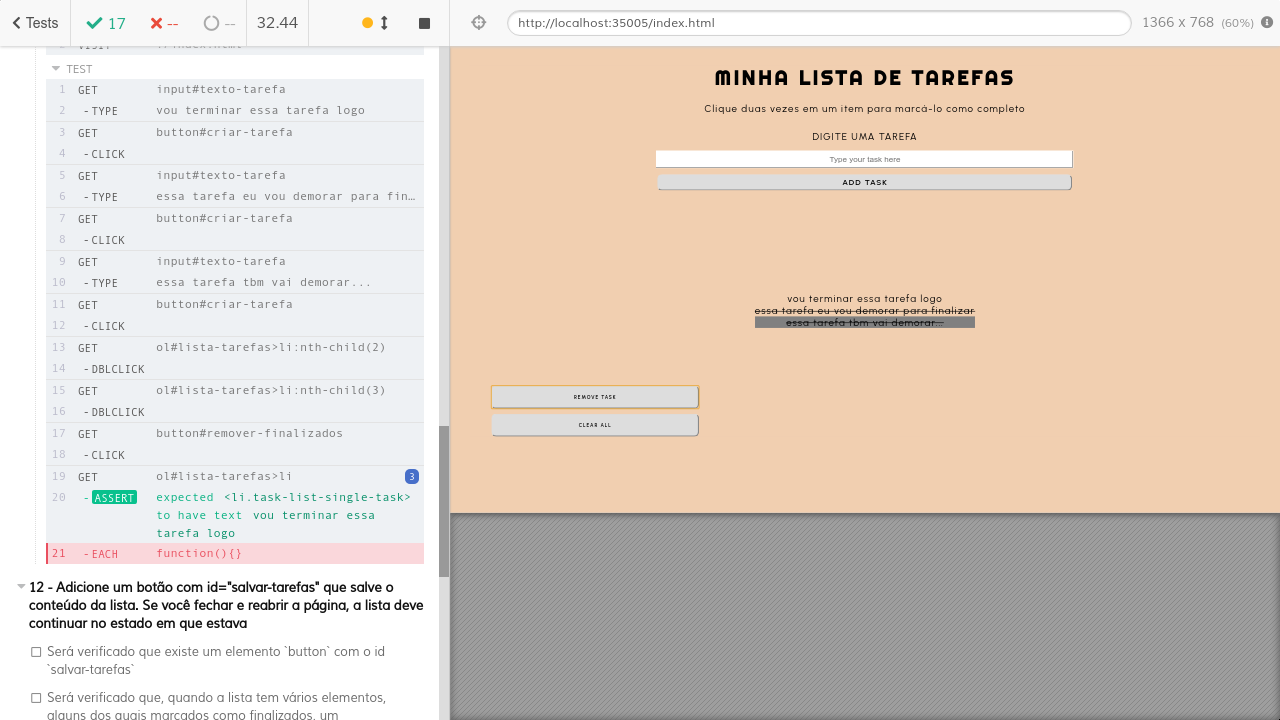 Tests
17
--
--
32.44
http://localhost:35005/index.html
1366 x 768 (60%)
TEST
1 GET input#texto-tarefa
2 -TYPE vou terminar essa tarefa logo
3 GET button#criar-tarefa
4 -CLICK
5 GET input#texto-tarefa
6 -TYPE essa tarefa eu vou demorar para fin…
7 GET button#criar-tarefa
8 -CLICK
9 GET input#texto-tarefa
10 -TYPE essa tarefa tbm vai demorar...
11 GET button#criar-tarefa
12 -CLICK
13 GET ol#lista-tarefas>li:nth-child(2)
14 -DBLCLICK
15 GET ol#lista-tarefas>li:nth-child(3)
16 -DBLCLICK
17 GET button#remover-finalizados
18 -CLICK
19 GET ol#lista-tarefas>li 3
20 -ASSERT expected <li.task-list-single-task>
to have text vou terminar essa
tarefa logo
21 -EACH function(){}
12 - Adicione um botão com id="salvar-tarefas" que salve o
conteúdo da lista. Se você fechar e reabrir a página, a lista deve
continuar no estado em que estava
Será verificado que existe um elemento `button` com o id
`salvar-tarefas`
Será verificado que, quando a lista tem vários elementos,
alguns dos quais marcados como finalizados, um
MINHA LISTA DE TAREFAS
Clique duas vezes em um item para marcá-lo como completo
DIGITE UMA TAREFA
Type your task here
ADD TASK
vou terminar essa tarefa logo
essa tarefa eu vou demorar para finalizar
essa tarefa tbm vai demorar...
REMOVE TASK
CLEAR ALL